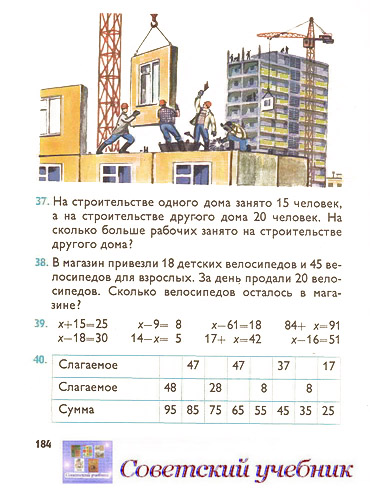 37. На строительстве одного дома занято 15 человек,
а на строительстве другого дома 20 человек. На
сколько больше рабочих занято на строительстве
другого дома?
38. В магазин привезли 18 детских велосипедов и 45 ве-
лосипедов для взрослых. За день продали 20 вело-
сипедов. Сколько велосипедов осталось в мага-
зине?
39. x+15=25 x−9= 8 x−61=18 84+ x=91
x−18=30 14−x= 5 17+ x=42 x−16=51
40.
Слагаемое 47 47 37 17
Слагаемое 48 28 8 8
Сумма 95 85 75 65 55 45 35 25
184
Советский учебник